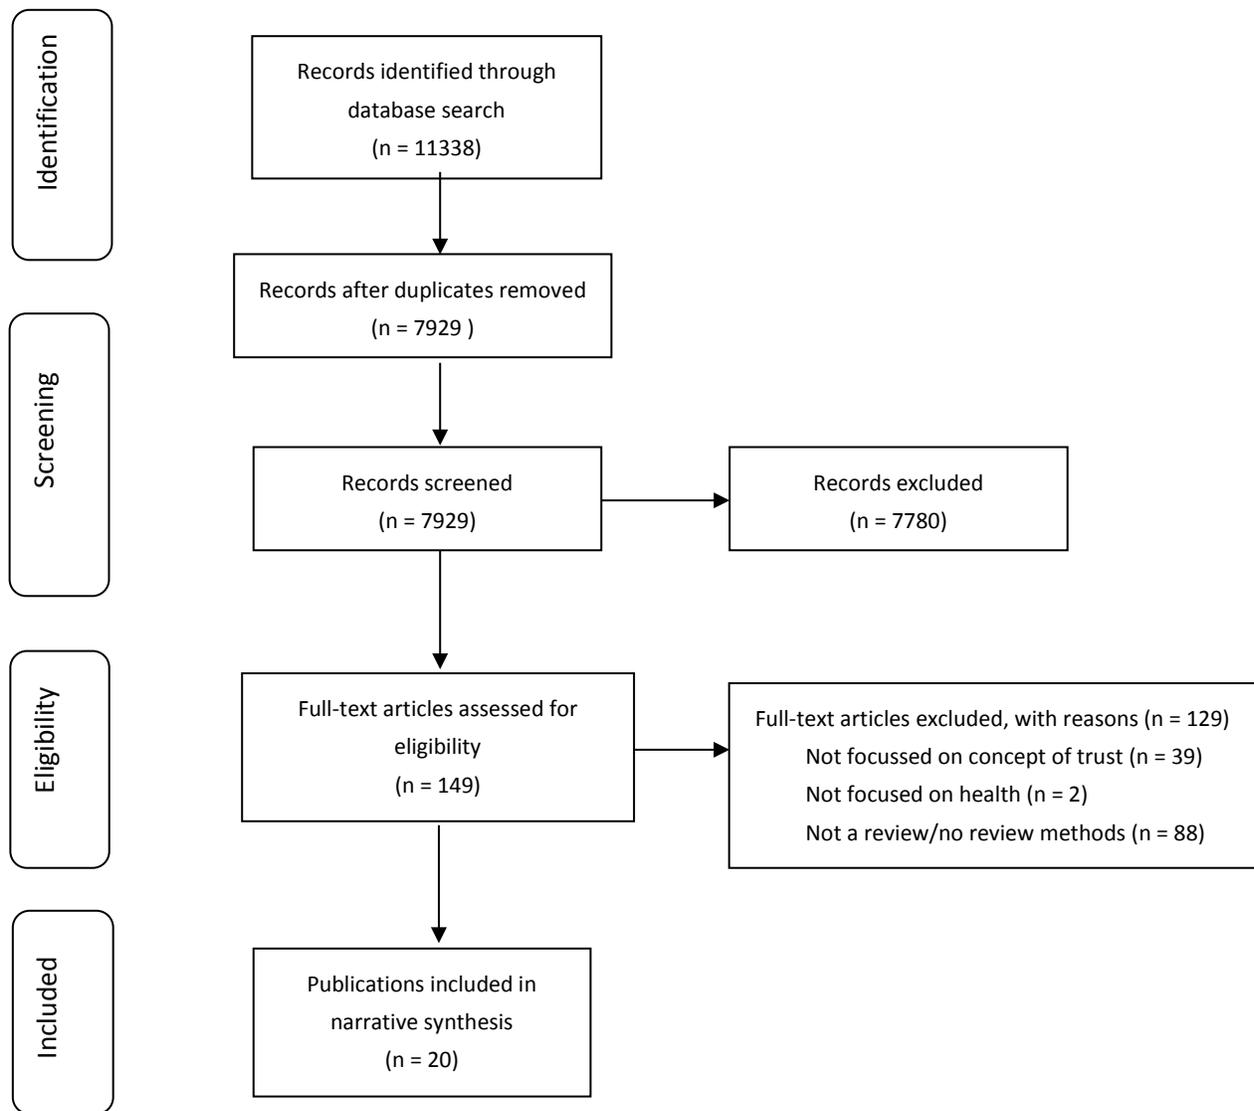 Identification
Records identified through
database search
(n = 11338)
Records after duplicates removed
(n = 7929 )
Screening
Records screened
(n = 7929)
Records excluded
(n = 7780)
Eligibility
Full-text articles assessed for
eligibility
(n = 149)
Full-text articles excluded, with reasons (n = 129)
Not focussed on concept of trust (n = 39)
Not focused on health (n = 2)
Not a review/no review methods (n = 88)
Included
Publications included in
narrative synthesis
(n = 20)